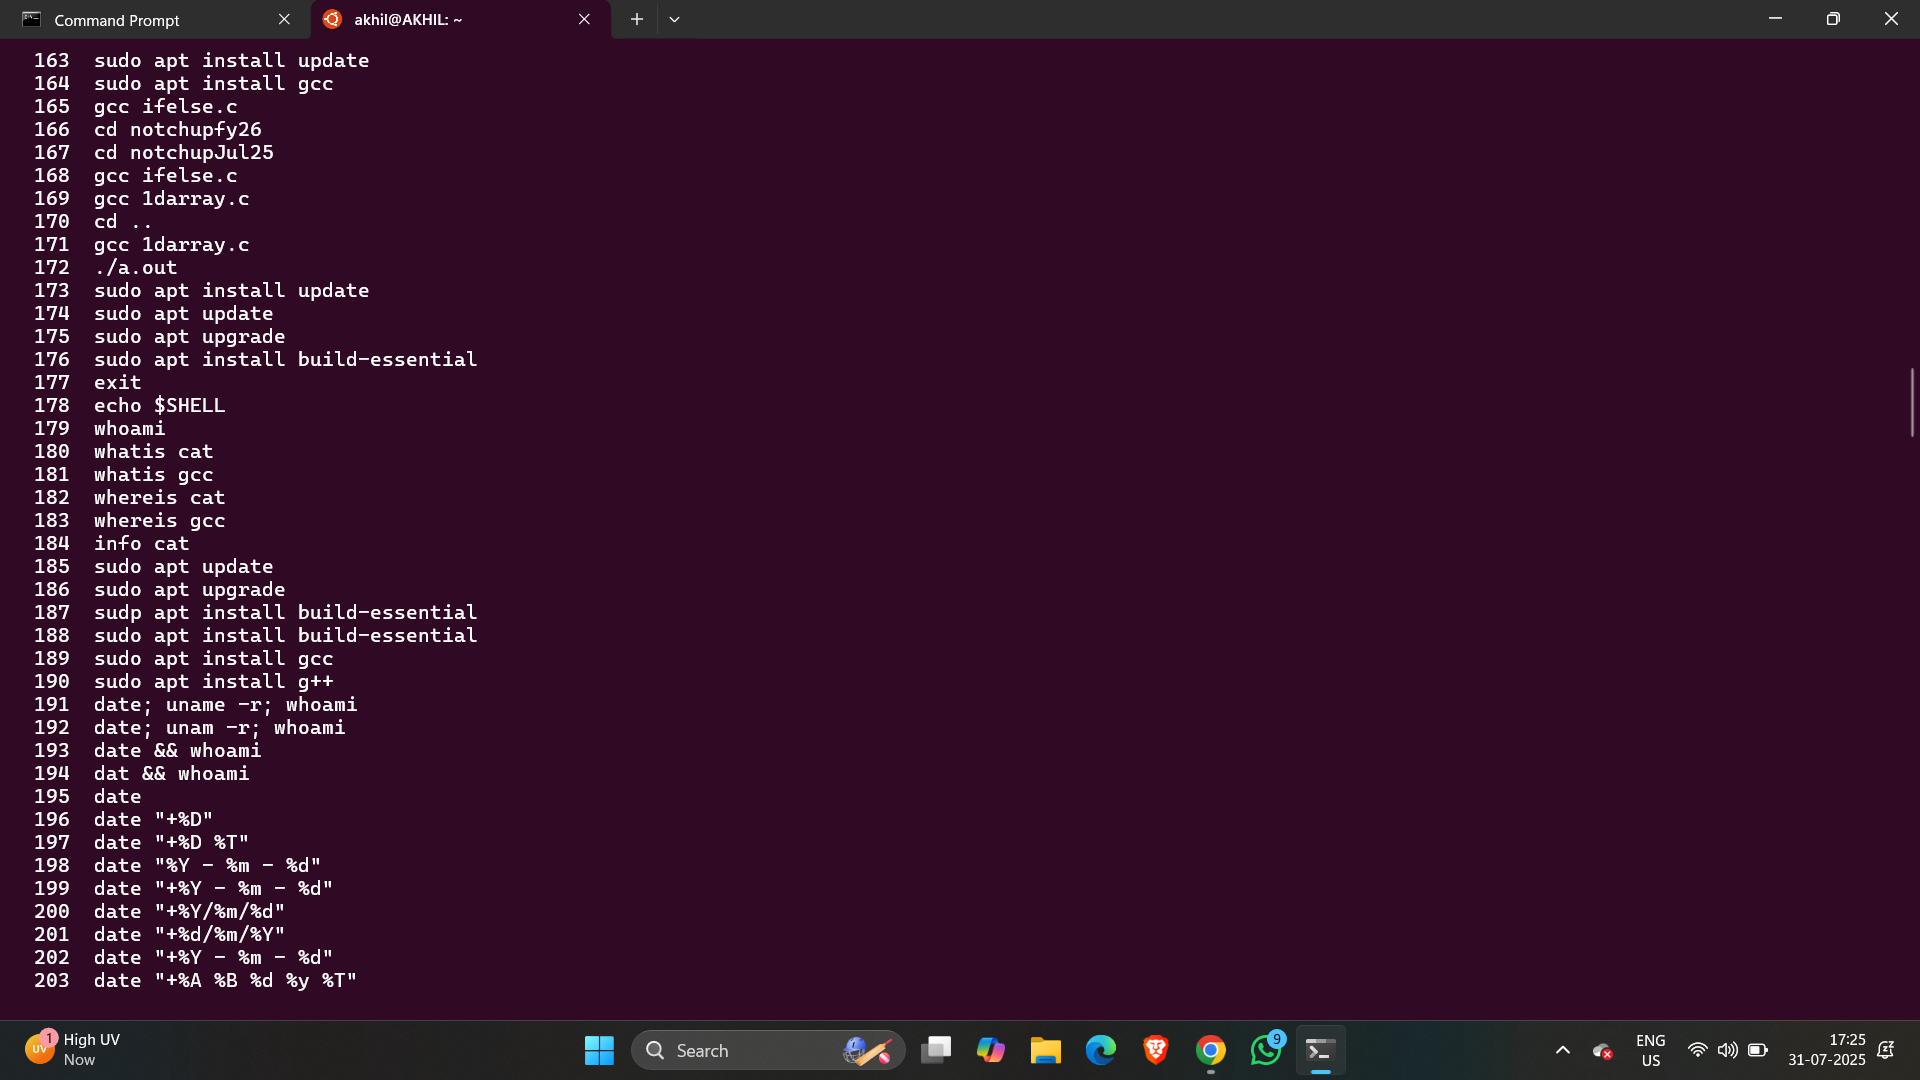 Command Prompt
akhil@AKHIL: ~
163 sudo apt install update
164 sudo apt install gcc
165 gcc ifelse.c
166 cd notchupfy26
167 cd notchupJul25
168 gcc ifelse.c
169 gcc 1darray.c
170 cd ..
171 gcc 1darray.c
172 ./a.out
173 sudo apt install update
174 sudo apt update
175 sudo apt upgrade
176 sudo apt install build-essential
177 exit
178 echo $SHELL
179 whoami
180 whatis cat
181 whatis gcc
182 whereis cat
183 whereis gcc
184 info cat
185 sudo apt update
186 sudo apt upgrade
187 sudp apt install build-essential
188 sudo apt install build-essential
189 sudo apt install gcc
190 sudo apt install g++
191 date; uname -r; whoami
192 date; unam -r; whoami
193 date && whoami
194 dat && whoami
195 date
196 date "+%D"
197 date "+%D %T"
198 date "%Y - %m - %d"
199 date "+%Y - %m - %d"
200 date "+%Y/%m/%d"
201 date "+%d/%m/%Y"
202 date "+%Y - %m - %d"
203 date "+%A %B %d %y %T"
1
UV
High UV
Now
Search
9
ENG
US
17:25
31-07-2025